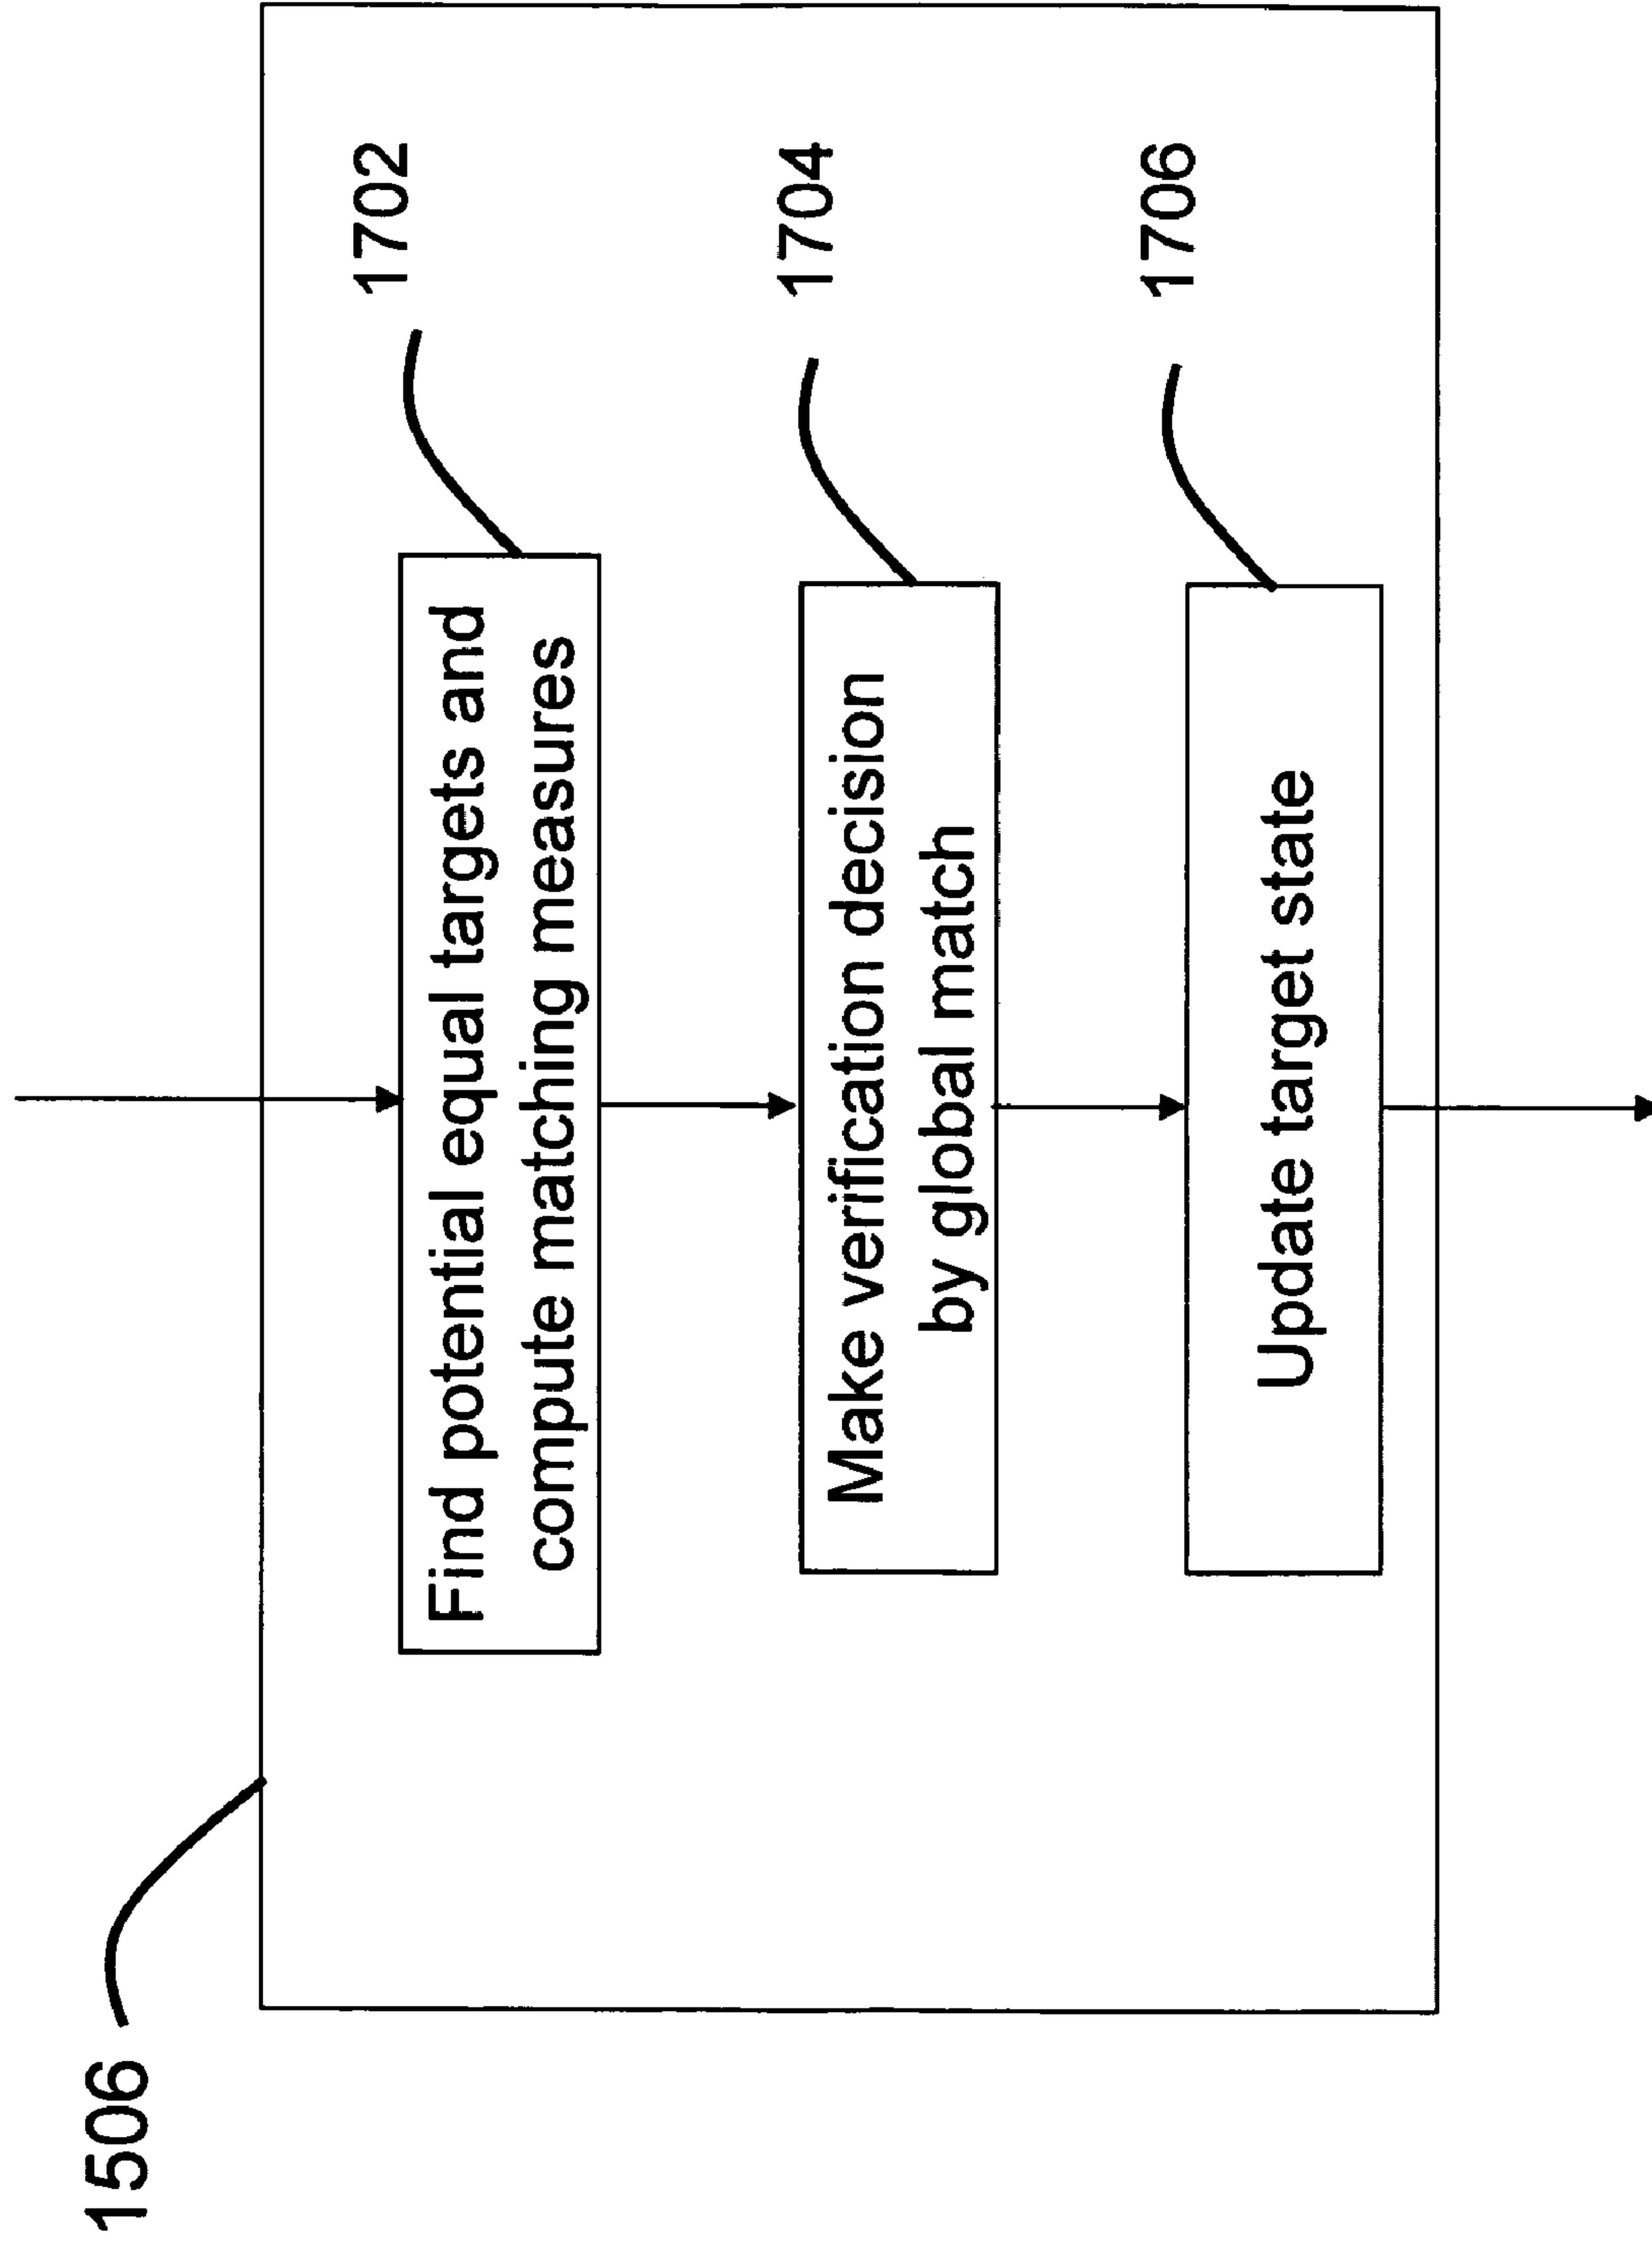 1506
Find potential equal targets and
compute matching measures
1702
Make verification decision
by global match
1704
Update target state
1706